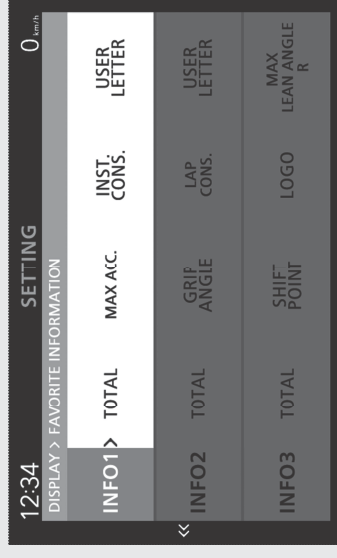 12:34 SETTING 0 km/h
DISPLAY > FAVORITE INFORMATION
INFO1> TOTAL MAX ACC. INST. CONS. USER LETTER
INFO2 TOTAL GRIP ANGLE LAP CONS. USER LETTER
INFO3 TOTAL SHIFT POINT LOGO MAX LEAN ANGLE R